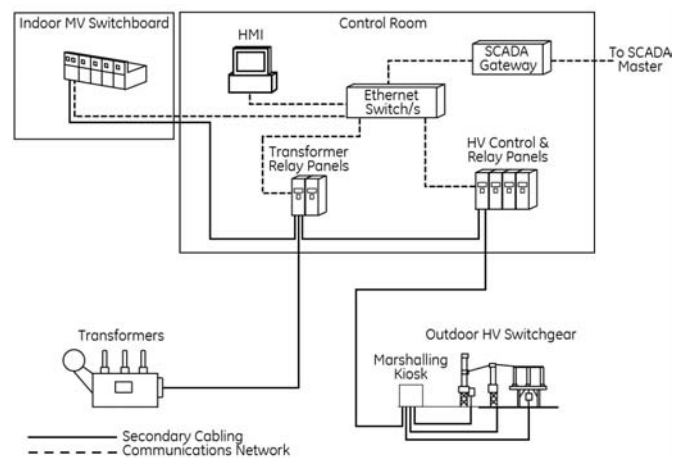 Indoor MV Switchboard
Control Room
HMI
SCADA
Gateway
To SCADA
Master
Ethernet
Switch/s
Transformer
Relay Panels
HV Control &
Relay Panels
Transformers
Outdoor HV Switchgear
Marshalling
Kiosk
Secondary Cabling
Communications Network